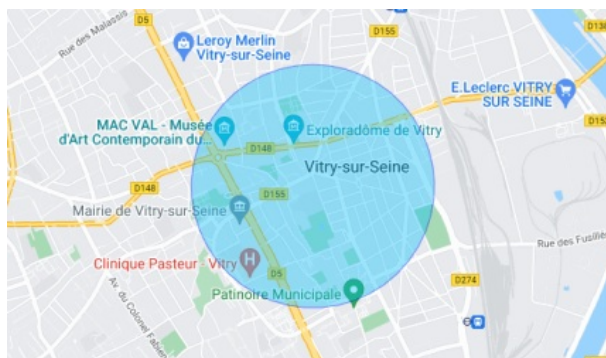 Rue des Malassis
D5
D155
D138
Leroy Merlin
Vitry-sur-Seine
E.Leclerc VITRY
SUR SEINE
MAC VAL - Musée
d'Art Contemporain du...
Exploradôme de Vitry
D148
Vitry-sur-Seine
D148
D155
Mairie de Vitry-sur-Seine
Rue des Fusillé
Clinique Pasteur - Vitry
H
D5
D274
Patinoire Municipale
Av. du Colonel Fabien